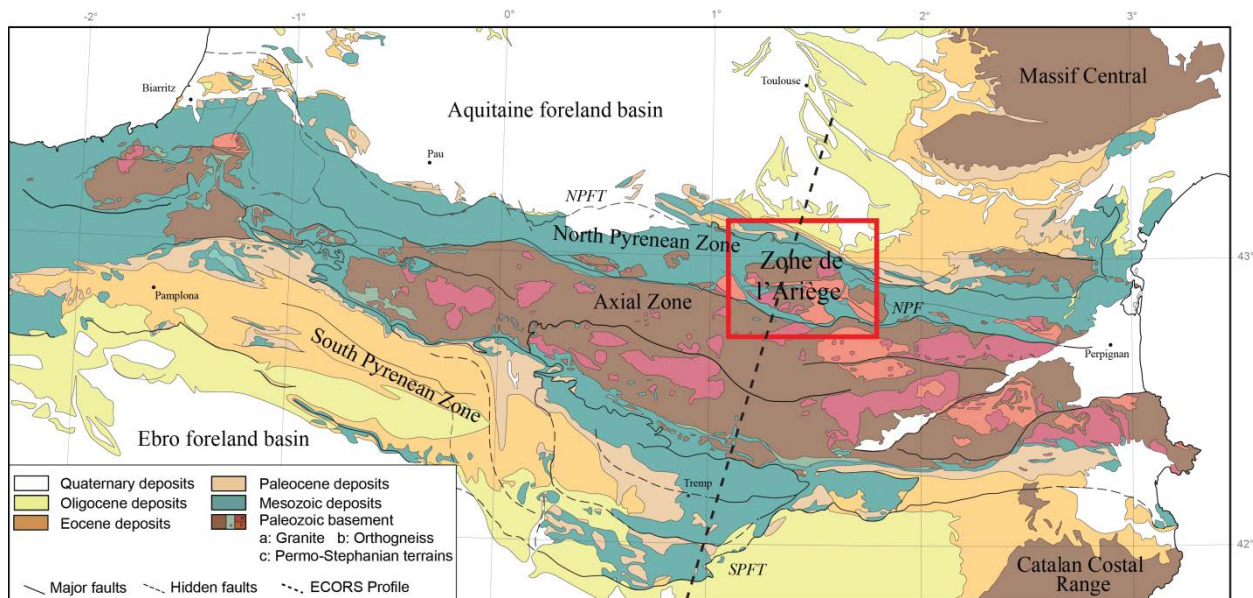 -2°
-1°
0°
1°
2°
3°
Biarritz
Toulouse
Massif Central
Aquitaine foreland basin
Pau
NPFT
North Pyrenean Zone
Zone de
l'Ariège
43°
Axial Zone
NPF
Pamplona
Perpignan
South Pyrenean Zone
Ebro foreland basin
Tremp
42°
SPFT
Catalan Costal
Range
Quaternary deposits
Oligocene deposits
Eocene deposits
Paleocene deposits
Mesozoic deposits
Paleozoic basement
a: Granite b: Orthogneiss
c: Permo-Stephanian terrains
Major faults
Hidden faults
ECORS Profile